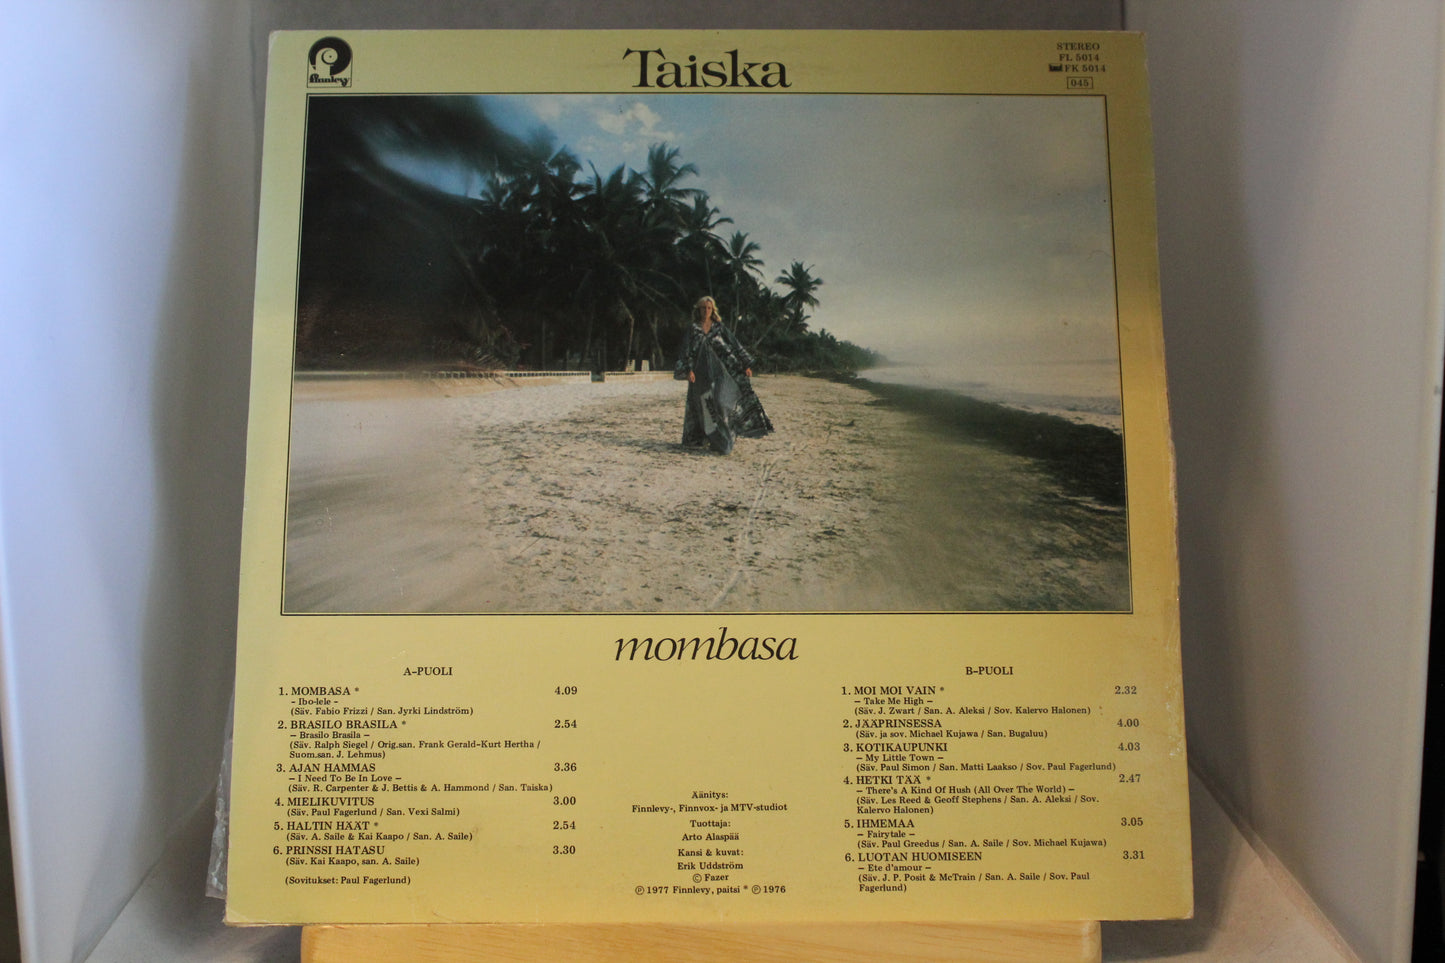 finnlevy
Taiska
STEREO
FL 5014
FK 5014
045
mombasa
A-PUOLI
1. MOMBASA * 4.09
- Ibo-lele -
(Säv. Fabio Frizzi / San. Jyrki Lindström)
2. BRASILO BRASILA * 2.54
— Brasilo Brasila —
(Säv. Ralph Siegel / Orig.san. Frank Gerald-Kurt Hertha /
Suom.san. J. Lehmus)
3. AJAN HAMMAS 3.36
— I Need To Be In Love —
(Säv. R. Carpenter & J. Bettis & A. Hammond / San. Taiska)
4. MIELIKUVITUS 3.00
(Säv. Paul Fagerlund / San. Vexi Salmi)
5. HALTIN HÄÄT * 2.54
(Säv. A. Saile & Kai Kaapo / San. A. Saile)
6. PRINSSI HATASU 3.30
(Säv. Kai Kaapo, san. A. Saile)
(Sovitukset: Paul Fagerlund)
Äänitys:
Finnlevy-, Finnvox- ja MTV-studiot
Tuottaja:
Arto Alaspää
Kansi & kuvat:
Erik Uddström
© Fazer
℗ 1977 Finnlevy, paitsi * ℗ 1976
B-PUOLI
1. MOI MOI VAIN * 2.32
— Take Me High —
(Säv. J. Zwart / San. A. Aleksi / Sov. Kalervo Halonen)
2. JÄÄPRINSESSA 4.00
(Säv. ja sov. Michael Kujawa / San. Bugaluu)
3. KOTIKAUPUNKI 4.03
— My Little Town —
(Säv. Paul Simon / San. Matti Laakso / Sov. Paul Fagerlund)
4. HETKI TÄÄ * 2.47
— There's A Kind Of Hush (All Over The World) —
(Säv. Les Reed & Geoff Stephens / San. A. Aleksi / Sov.
Kalervo Halonen)
5. IHMEMAA 3.05
— Fairytale —
(Säv. Paul Greedus / San. A. Saile / Sov. Michael Kujawa)
6. LUOTAN HUOMISEEN 3.31
— Ete d'amour —
(Säv. J. P. Posit & McTrain / San. A. Saile / Sov. Paul
Fagerlund)